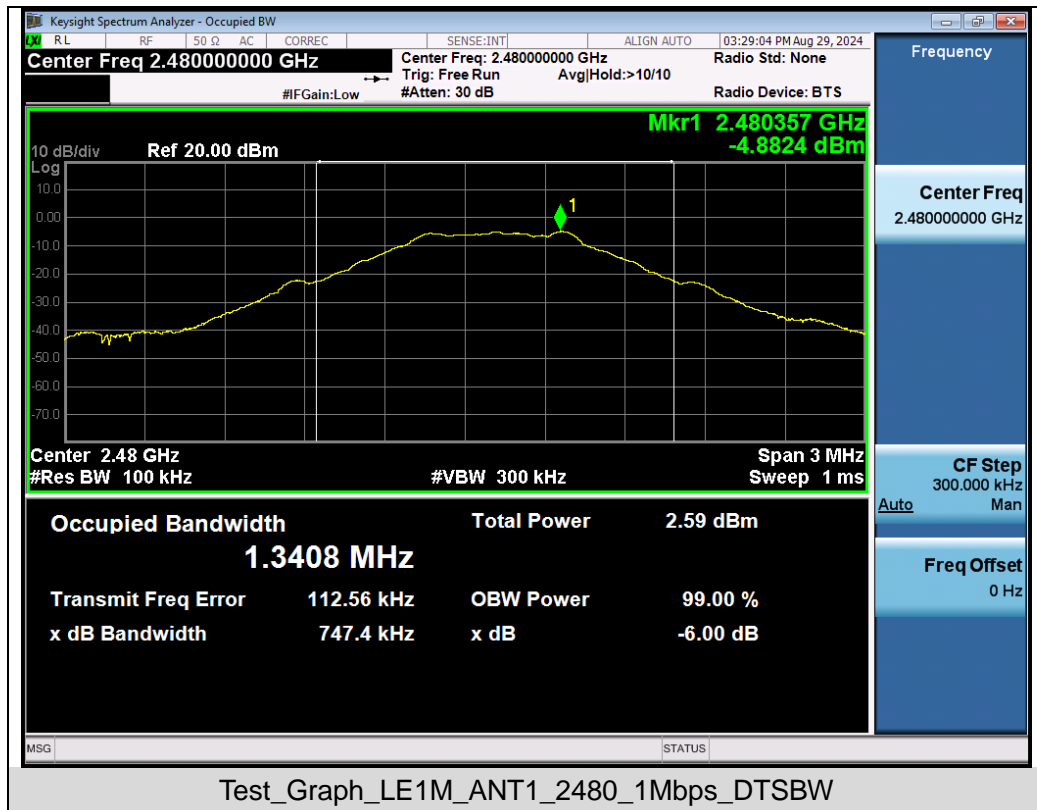 Keysight Spectrum Analyzer - Occupied BW
LXI RL RF 50 Ω AC CORREC SENSE:INT ALIGN AUTO 03:29:04 PM Aug 29, 2024
Center Freq 2.480000000 GHz
Center Freq: 2.480000000 GHz Radio Std: None
Trig: Free Run Avg|Hold:>10/10
#IFGain:Low #Atten: 30 dB Radio Device: BTS
Frequency
Mkr1 2.480357 GHz
-4.8824 dBm
10 dB/div Ref 20.00 dBm
Log
10.0
0.00
-10.0
-20.0
-30.0
-40.0
-50.0
-60.0
-70.0
1
Center 2.48 GHz Span 3 MHz
#Res BW 100 kHz #VBW 300 kHz Sweep 1 ms
Center Freq
2.480000000 GHz
CF Step
300.000 kHz
Auto Man
Freq Offset
0 Hz
Occupied Bandwidth Total Power 2.59 dBm
1.3408 MHz
Transmit Freq Error 112.56 kHz OBW Power 99.00 %
x dB Bandwidth 747.4 kHz x dB -6.00 dB
MSG STATUS
Test_Graph_LE1M_ANT1_2480_1Mbps_DTSBW